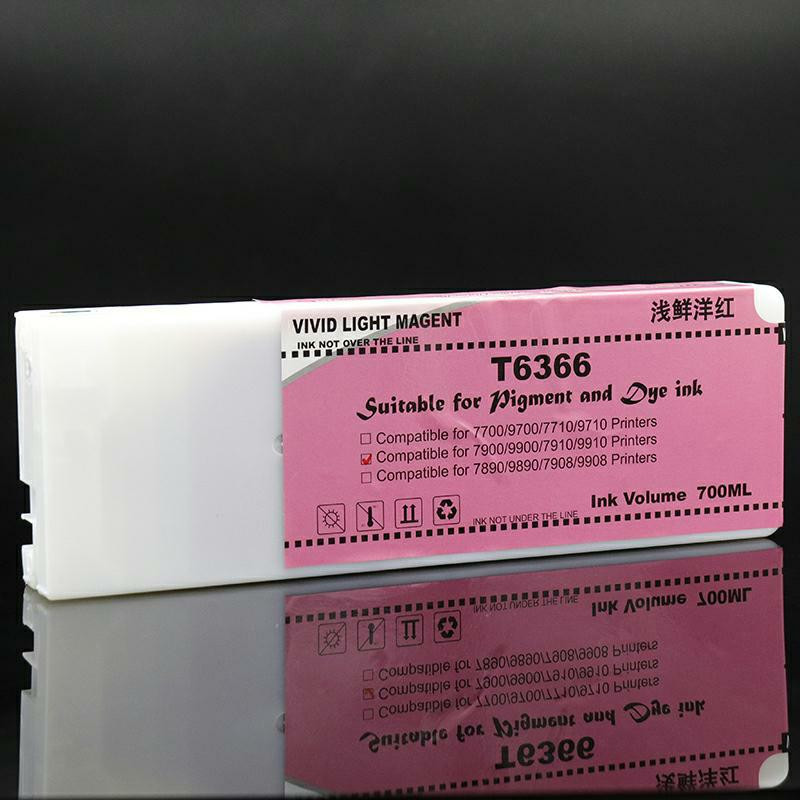 VIVID LIGHT MAGENT
浅鲜洋红
INK NOT OVER THE LINE
T6366
Suitable for Pigment and Dye ink
Compatible for 7700/9700/7710/9710 Printers
Compatible for 7900/9900/7910/9910 Printers
Compatible for 7890/9890/7908/9908 Printers
Ink Volume 700ML
INK NOT UNDER THE LINE